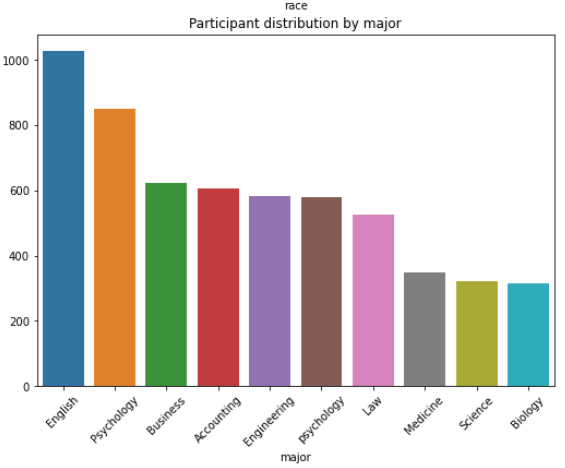 race
Participant distribution by major
1000
800
600
400
200
0
English Psychology Business Accounting Engineering psychology Law Medicine Science Biology
major